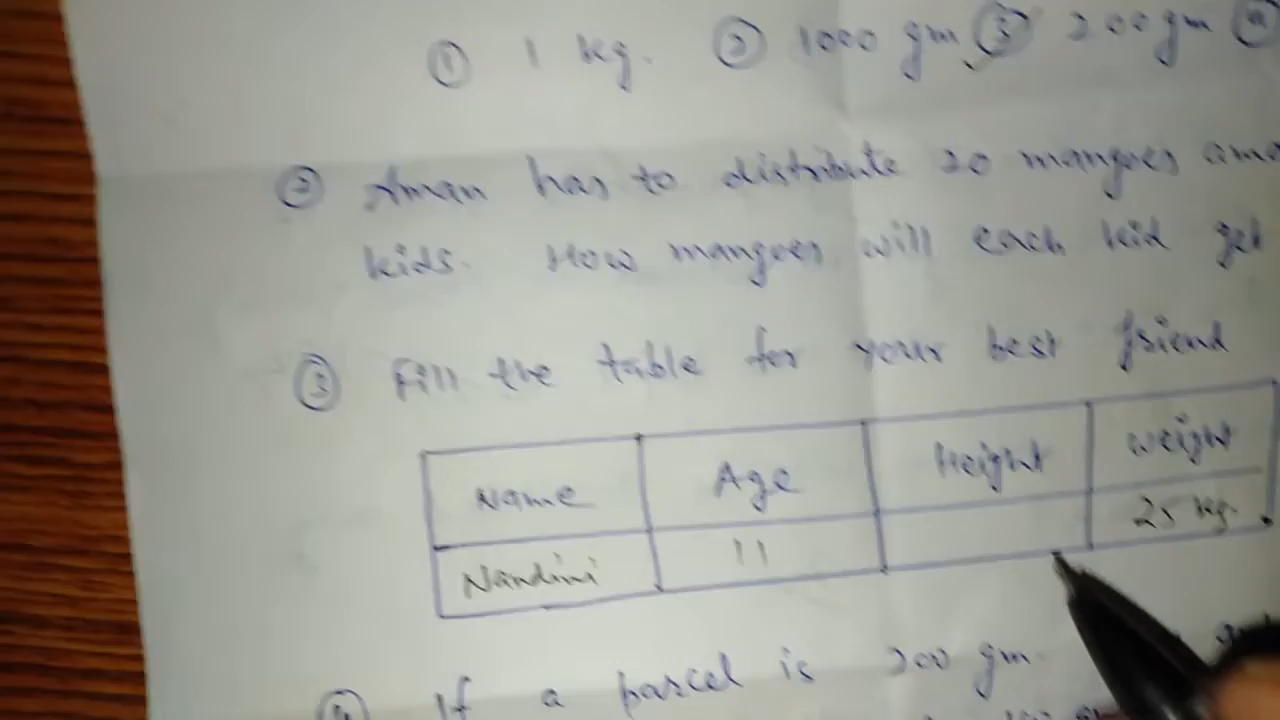 ① 1 kg. ② 1000 gm ③ 200 gm ④
② Aman has to distribute 20 mangoes amo
kids. How mangoes will each kid get
③ Fill the table for your best friend
Name Age Height Weight
Nandini 11 25 kg.
④ If a parcel is 200 gm